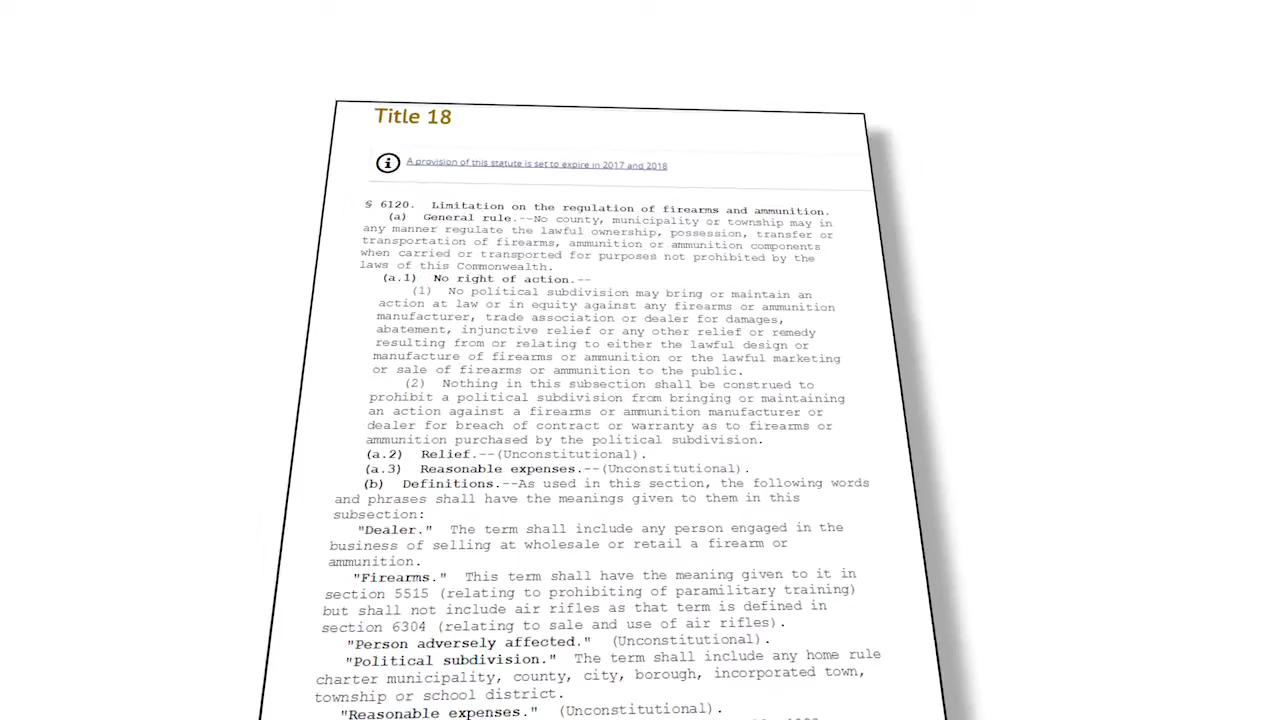 Title 18
A provision of this statute is set to expire in 2017 and 2018
§ 6120. Limitation on the regulation of firearms and ammunition.
(a) General rule.--No county, municipality or township may in
any manner regulate the lawful ownership, possession, transfer or
transportation of firearms, ammunition or ammunition components
when carried or transported for purposes not prohibited by the
laws of this Commonwealth.
(a.1) No right of action.--
(1) No political subdivision may bring or maintain an
action at law or in equity against any firearms or ammunition
manufacturer, trade association or dealer for damages,
abatement, injunctive relief or any other relief or remedy
resulting from or relating to either the lawful design or
manufacture of firearms or ammunition or the lawful marketing
or sale of firearms or ammunition to the public.
(2) Nothing in this subsection shall be construed to
prohibit a political subdivision from bringing or maintaining
an action against a firearms or ammunition manufacturer or
dealer for breach of contract or warranty as to firearms or
ammunition purchased by the political subdivision.
(a.2) Relief.--(Unconstitutional).
(a.3) Reasonable expenses.--(Unconstitutional).
(b) Definitions.--As used in this section, the following words
and phrases shall have the meanings given to them in this
subsection:
"Dealer." The term shall include any person engaged in the
business of selling at wholesale or retail a firearm or
ammunition.
"Firearms." This term shall have the meaning given to it in
section 5515 (relating to prohibiting of paramilitary training)
but shall not include air rifles as that term is defined in
section 6304 (relating to sale and use of air rifles).
"Person adversely affected." (Unconstitutional).
"Political subdivision." The term shall include any home rule
charter municipality, county, city, borough, incorporated town,
township or school district.
"Reasonable expenses." (Unconstitutional).